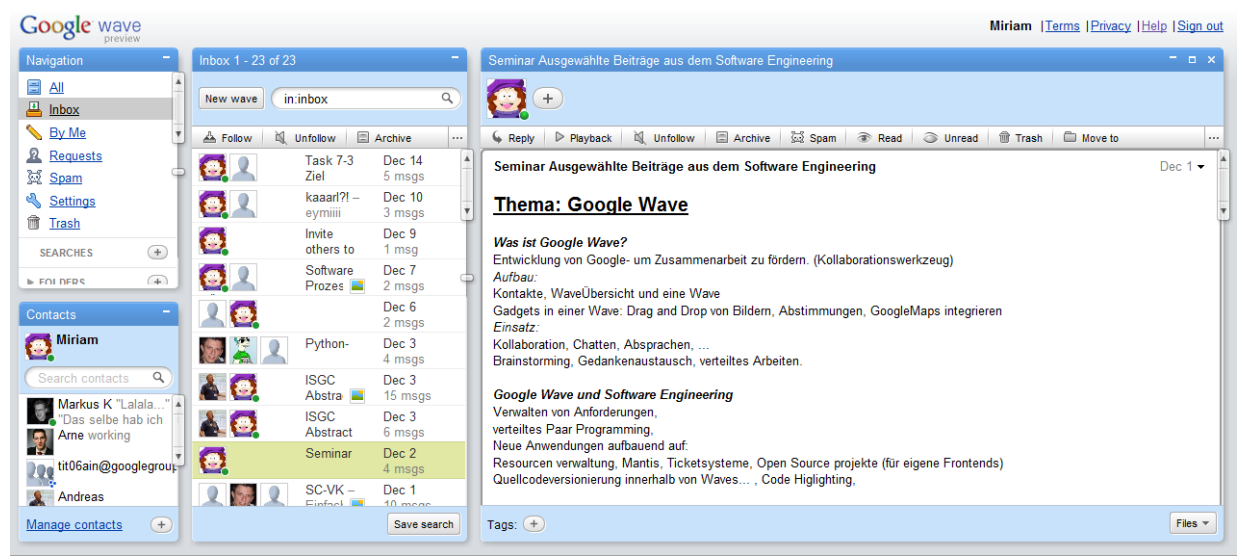 Google wave
preview
Miriam |Terms |Privacy |Help |Sign out
Navigation
All
Inbox
By Me
Requests
Spam
Settings
Trash
SEARCHES
FOLDERS
Contacts
Miriam
Search contacts
Markus K "Lalala..."
"Das selbe hab ich
Arne working
tit06ain@googlegroup
Andreas
Manage contacts
Inbox 1 - 23 of 23
New wave in:inbox
Follow Unfollow Archive ...
Task 7-3 Dec 14
Ziel 5 msgs
kaaarl?! – Dec 10
eymiiii 3 msgs
Invite Dec 9
others to 1 msg
Software Dec 7
Prozes 2 msgs
Dec 6
2 msgs
Python- Dec 3
4 msgs
ISGC Dec 3
Abstra 15 msgs
ISGC Dec 3
Abstract 6 msgs
Seminar Dec 2
4 msgs
SC-VK – Dec 1
Einfach 10 msgs
Save search
Seminar Ausgewählte Beiträge aus dem Software Engineering
Reply Playback Unfollow Archive Spam Read Unread Trash Move to ...
Seminar Ausgewählte Beiträge aus dem Software Engineering Dec 1
Thema: Google Wave
Was ist Google Wave?
Entwicklung von Google- um Zusammenarbeit zu fördern. (Kollaborationswerkzeug)
Aufbau:
Kontakte, WaveÜbersicht und eine Wave
Gadgets in einer Wave: Drag and Drop von Bildern, Abstimmungen, GoogleMaps integrieren
Einsatz:
Kollaboration, Chatten, Absprachen, ...
Brainstorming, Gedankenaustausch, verteiltes Arbeiten.
Google Wave und Software Engineering
Verwalten von Anforderungen,
verteiltes Paar Programming,
Neue Anwendungen aufbauend auf:
Resourcen verwaltung, Mantis, Ticketsysteme, Open Source projekte (für eigene Frontends)
Quellcodeversionierung innerhalb von Waves... , Code Higlighting,
Tags:
Files